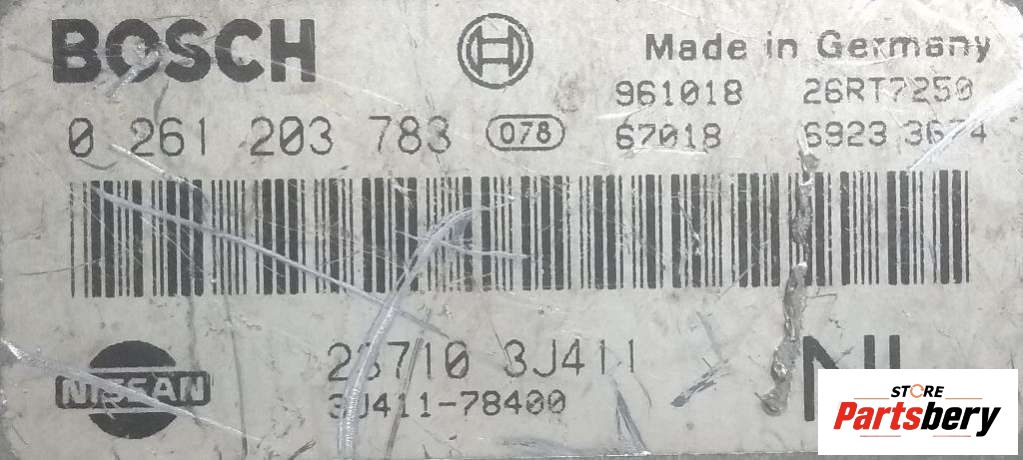 BOSCH
Made in Germany
961018 26RT7250
0 261 203 783 078 67018 6923 3674
NISSAN
23710 3J411
3J411-78400
STORE
Partsbery